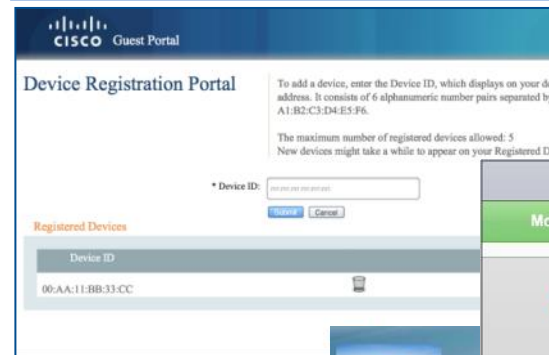 CISCO Guest Portal
Device Registration Portal
To add a device, enter the Device ID, which displays on your
address. It consists of 6 alphanumeric number pairs separated
A1:B2:C3:D4:E5:F6.
The maximum number of registered devices allowed: 5
New devices might take a while to appear on your Registered D
* Device ID:
Submit Cancel
Mo
Registered Devices
Device ID
00:AA:11:BB:33:CC